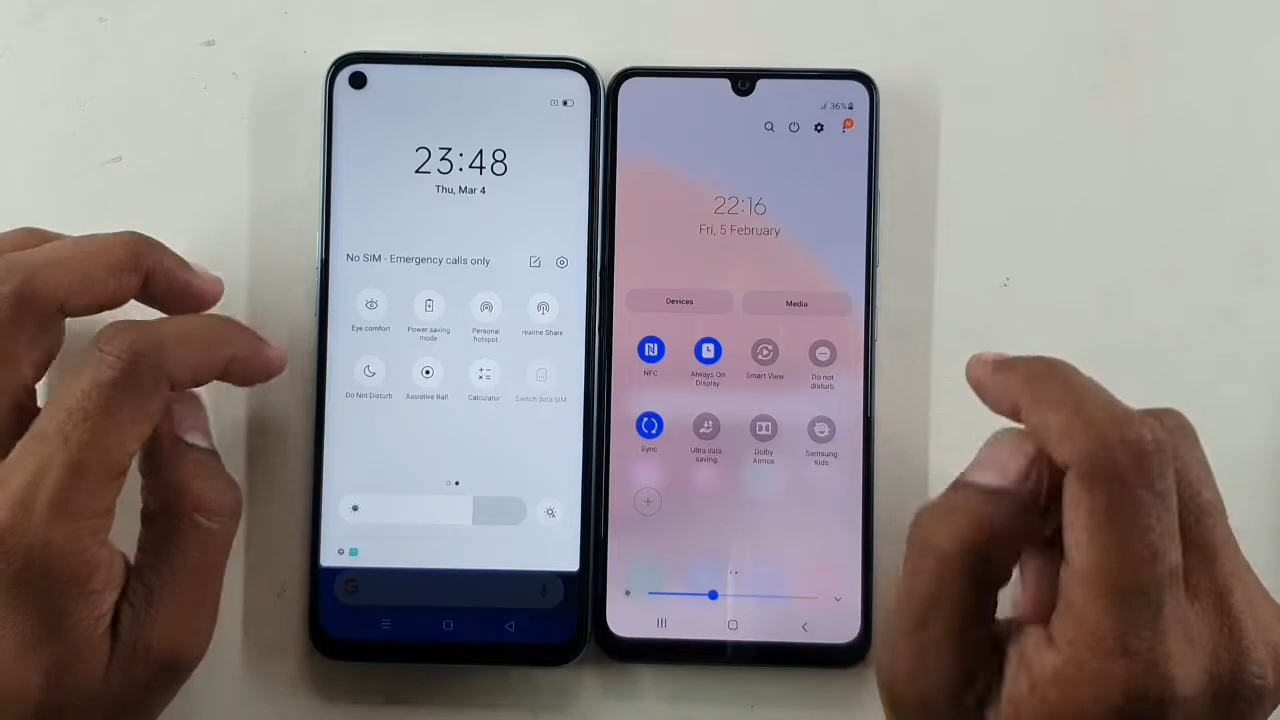 23:48
Thu, Mar 4
No SIM - Emergency calls only
Eye comfort
Power saving
mode
Personal
hotspot
realme Share
Do Not Disturb
Assistive Ball
Calculator
Switch data SIM
G
36%
N
22:16
Fri, 5 February
Devices
Media
NFC
Always On
Display
Smart View
Do not
disturb
Sync
Ultra data
saving
Dolby
Atmos
Samsung
Kids